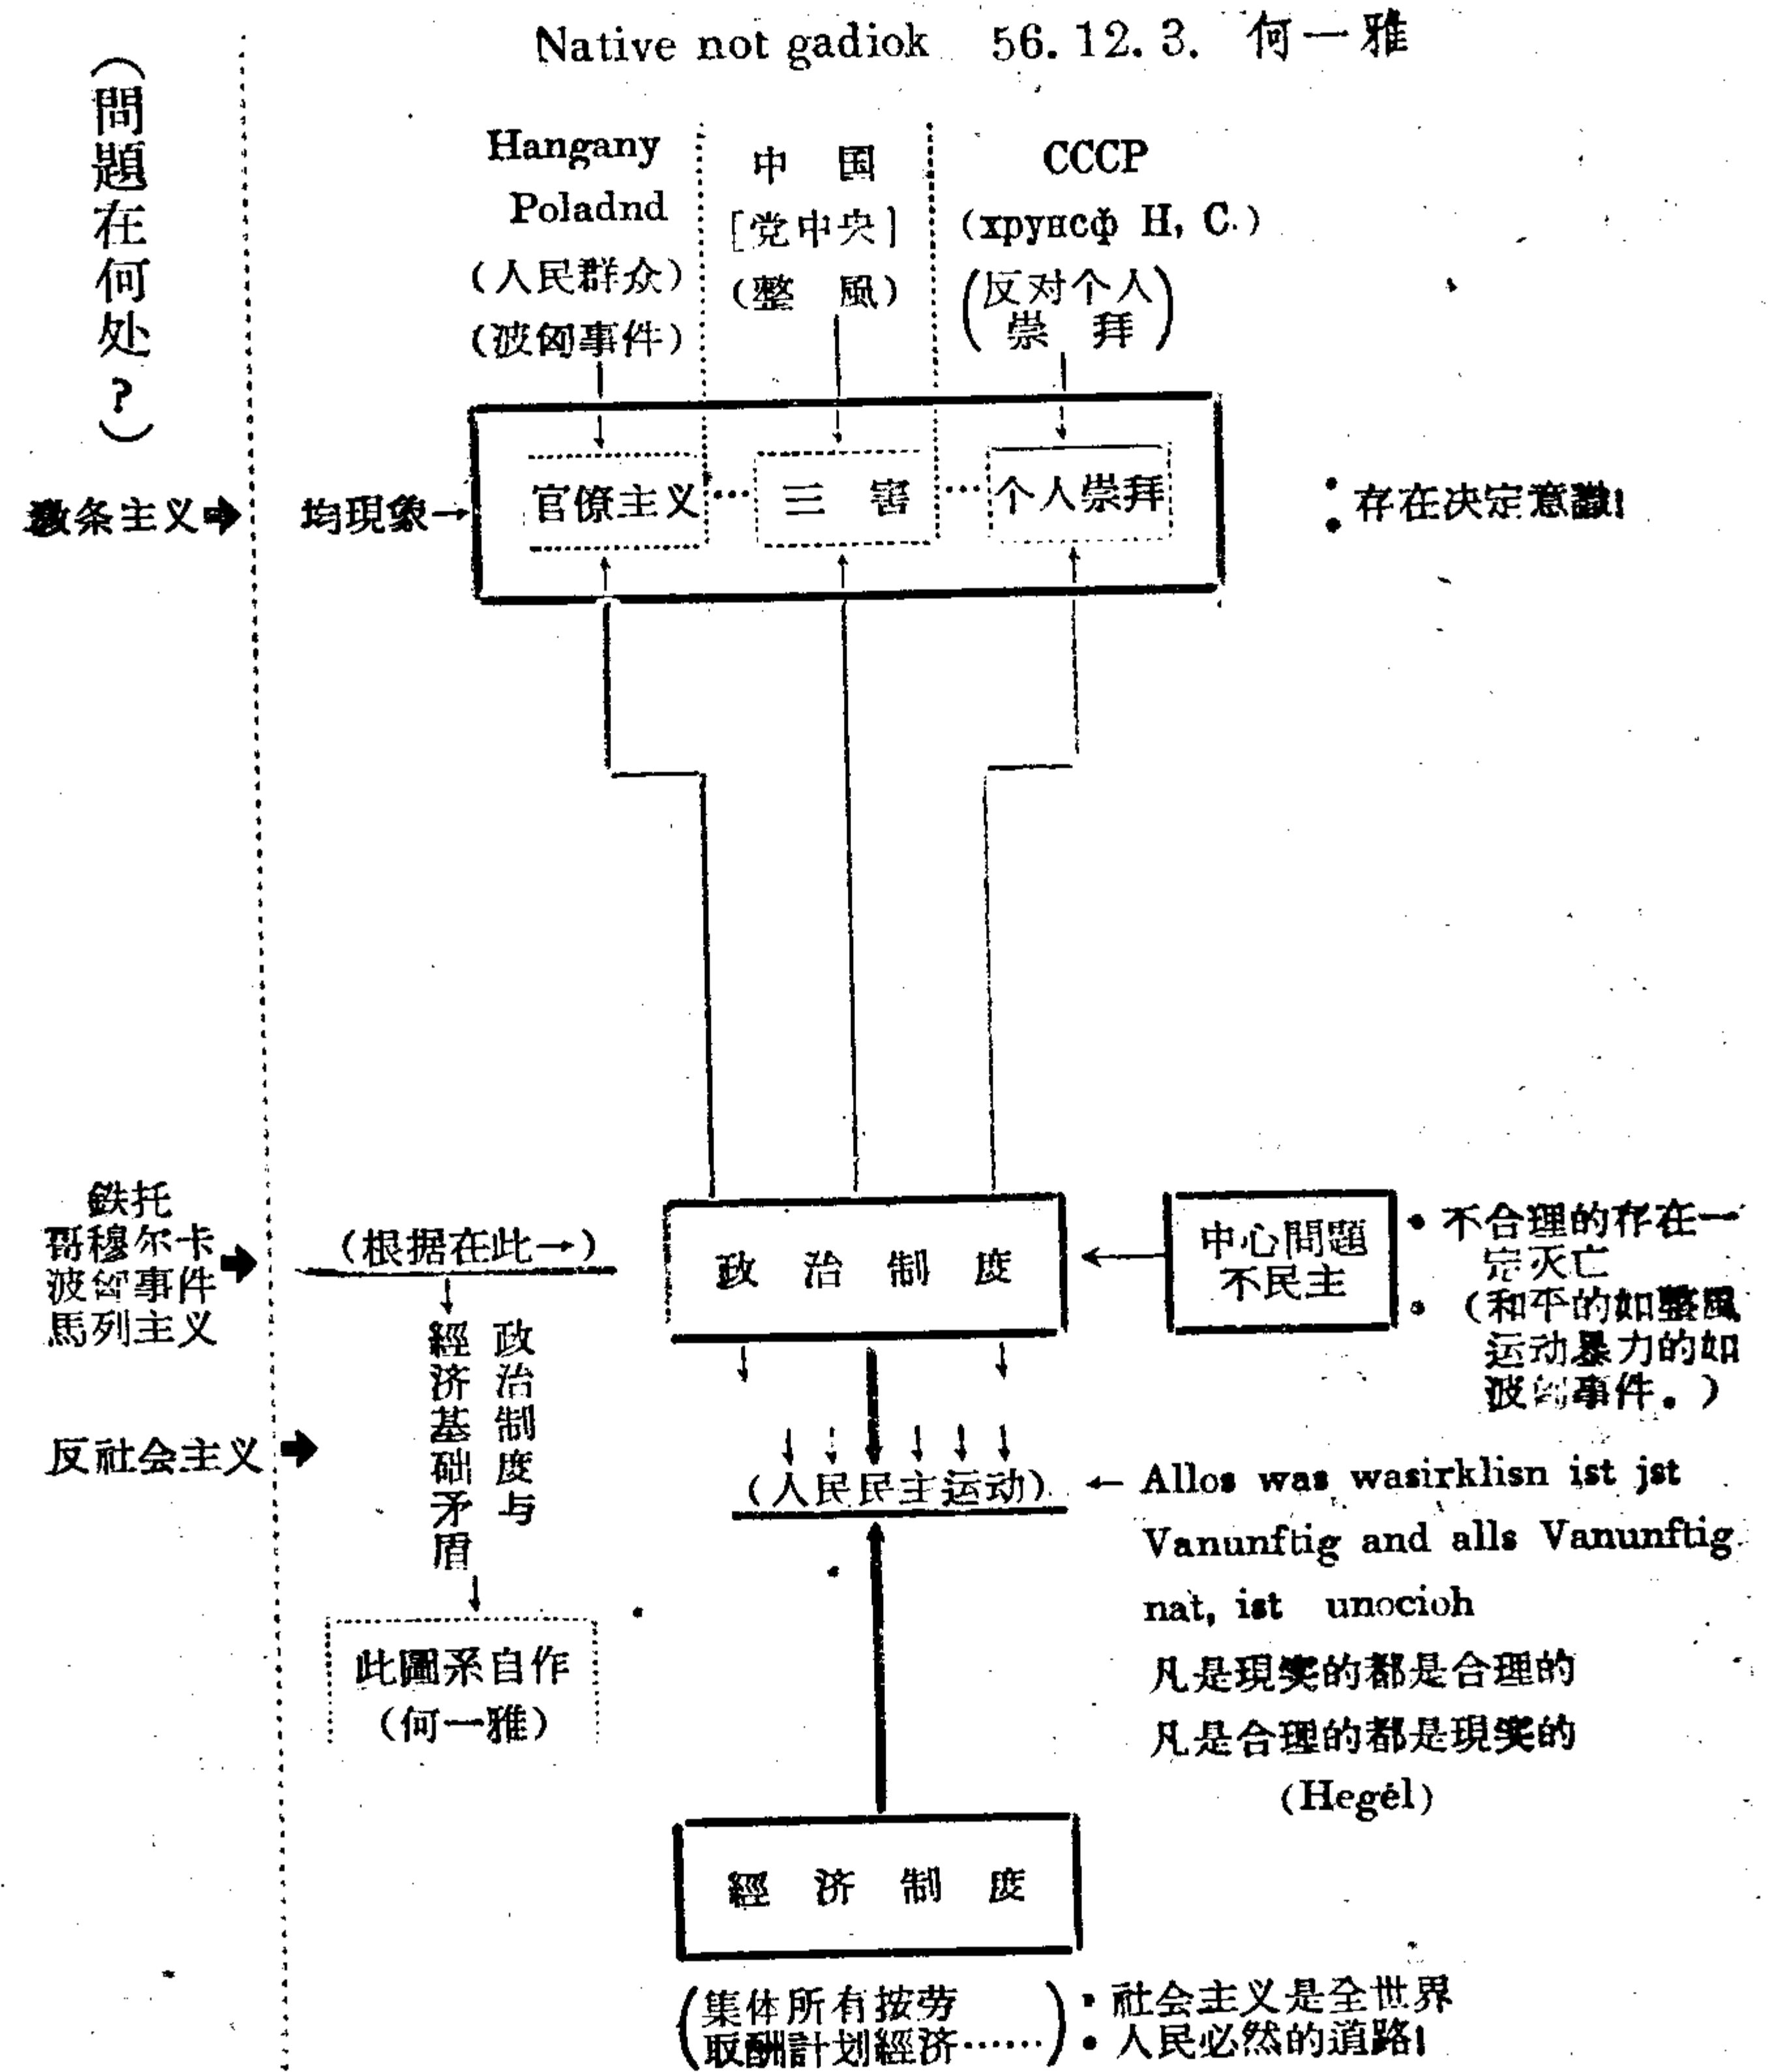 Native not gadiok 56. 12. 3. 何一雅
（問題在何处？）
Hangany
Poladnd
（人民群众）
（波匈事件）
中 国
[党中央]
（整 風）
CCCP
（хрунсф Н, С.）
（反对个人
崇 拜）
教条主义
均現象
官僚主义
三 害
个人崇拜
存在决定意識!
鉄托
哥穆尔卡
波匈事件
馬列主义
（根据在此→）
政 治 制 度
中心問題
不民主
• 不合理的存在一
定灭亡
• （和平的如整風
运动暴力的如
波匈事件。）
政治制度与
經济基础矛盾
反社会主义
（人民民主运动）
← Allos was wasirklisn ist jst
Vanunftig and alls Vanunftig
nat, ist unocioh
凡是現实的都是合理的
凡是合理的都是現实的
(Hegel)
此圖系自作
（何一雅）
經 济 制 度
（集体所有按劳
取酬計划經济……）
• 社会主义是全世界
• 人民必然的道路!